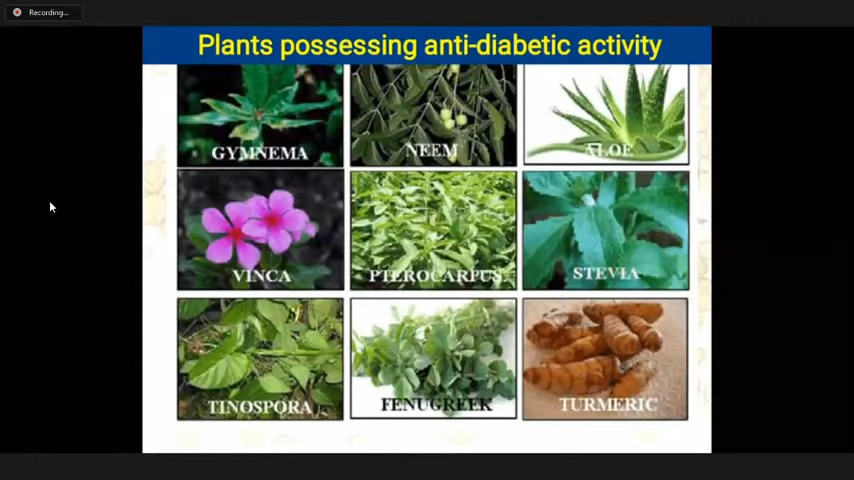 Recording...
Plants possessing anti-diabetic activity
GYMNEMA
NEEM
ALOE
VINCA
PTEROCARPUS
STEVIA
TINOSPORA
FENUGREEK
TURMERIC